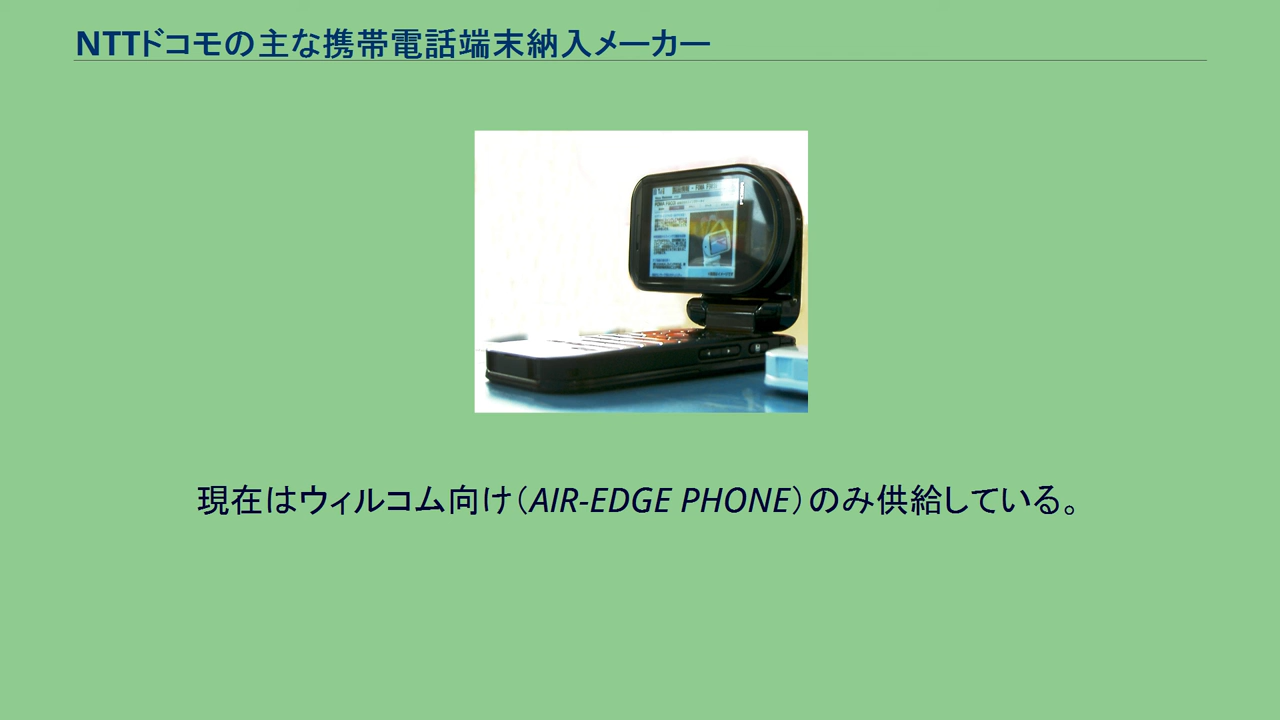 NTTドコモの主な携帯電話端末納入メーカー
現在はウィルコム向け（AIR-EDGE PHONE）のみ供給している。